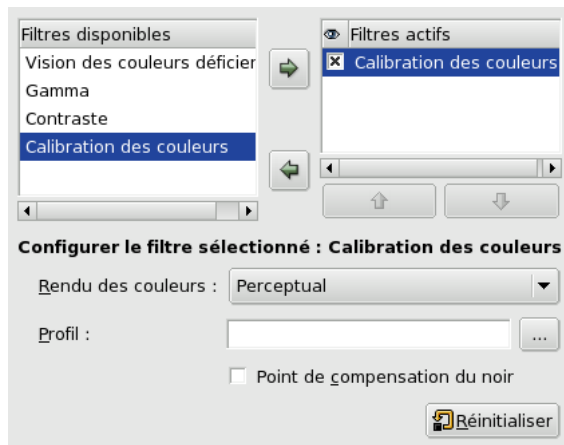 Filtres disponibles
Vision des couleurs déficier
Gamma
Contraste
Calibration des couleurs
Filtres actifs
Calibration des couleurs
Configurer le filtre sélectionné : Calibration des couleurs
Rendu des couleurs : Perceptual
Profil :
...
Point de compensation du noir
Réinitialiser